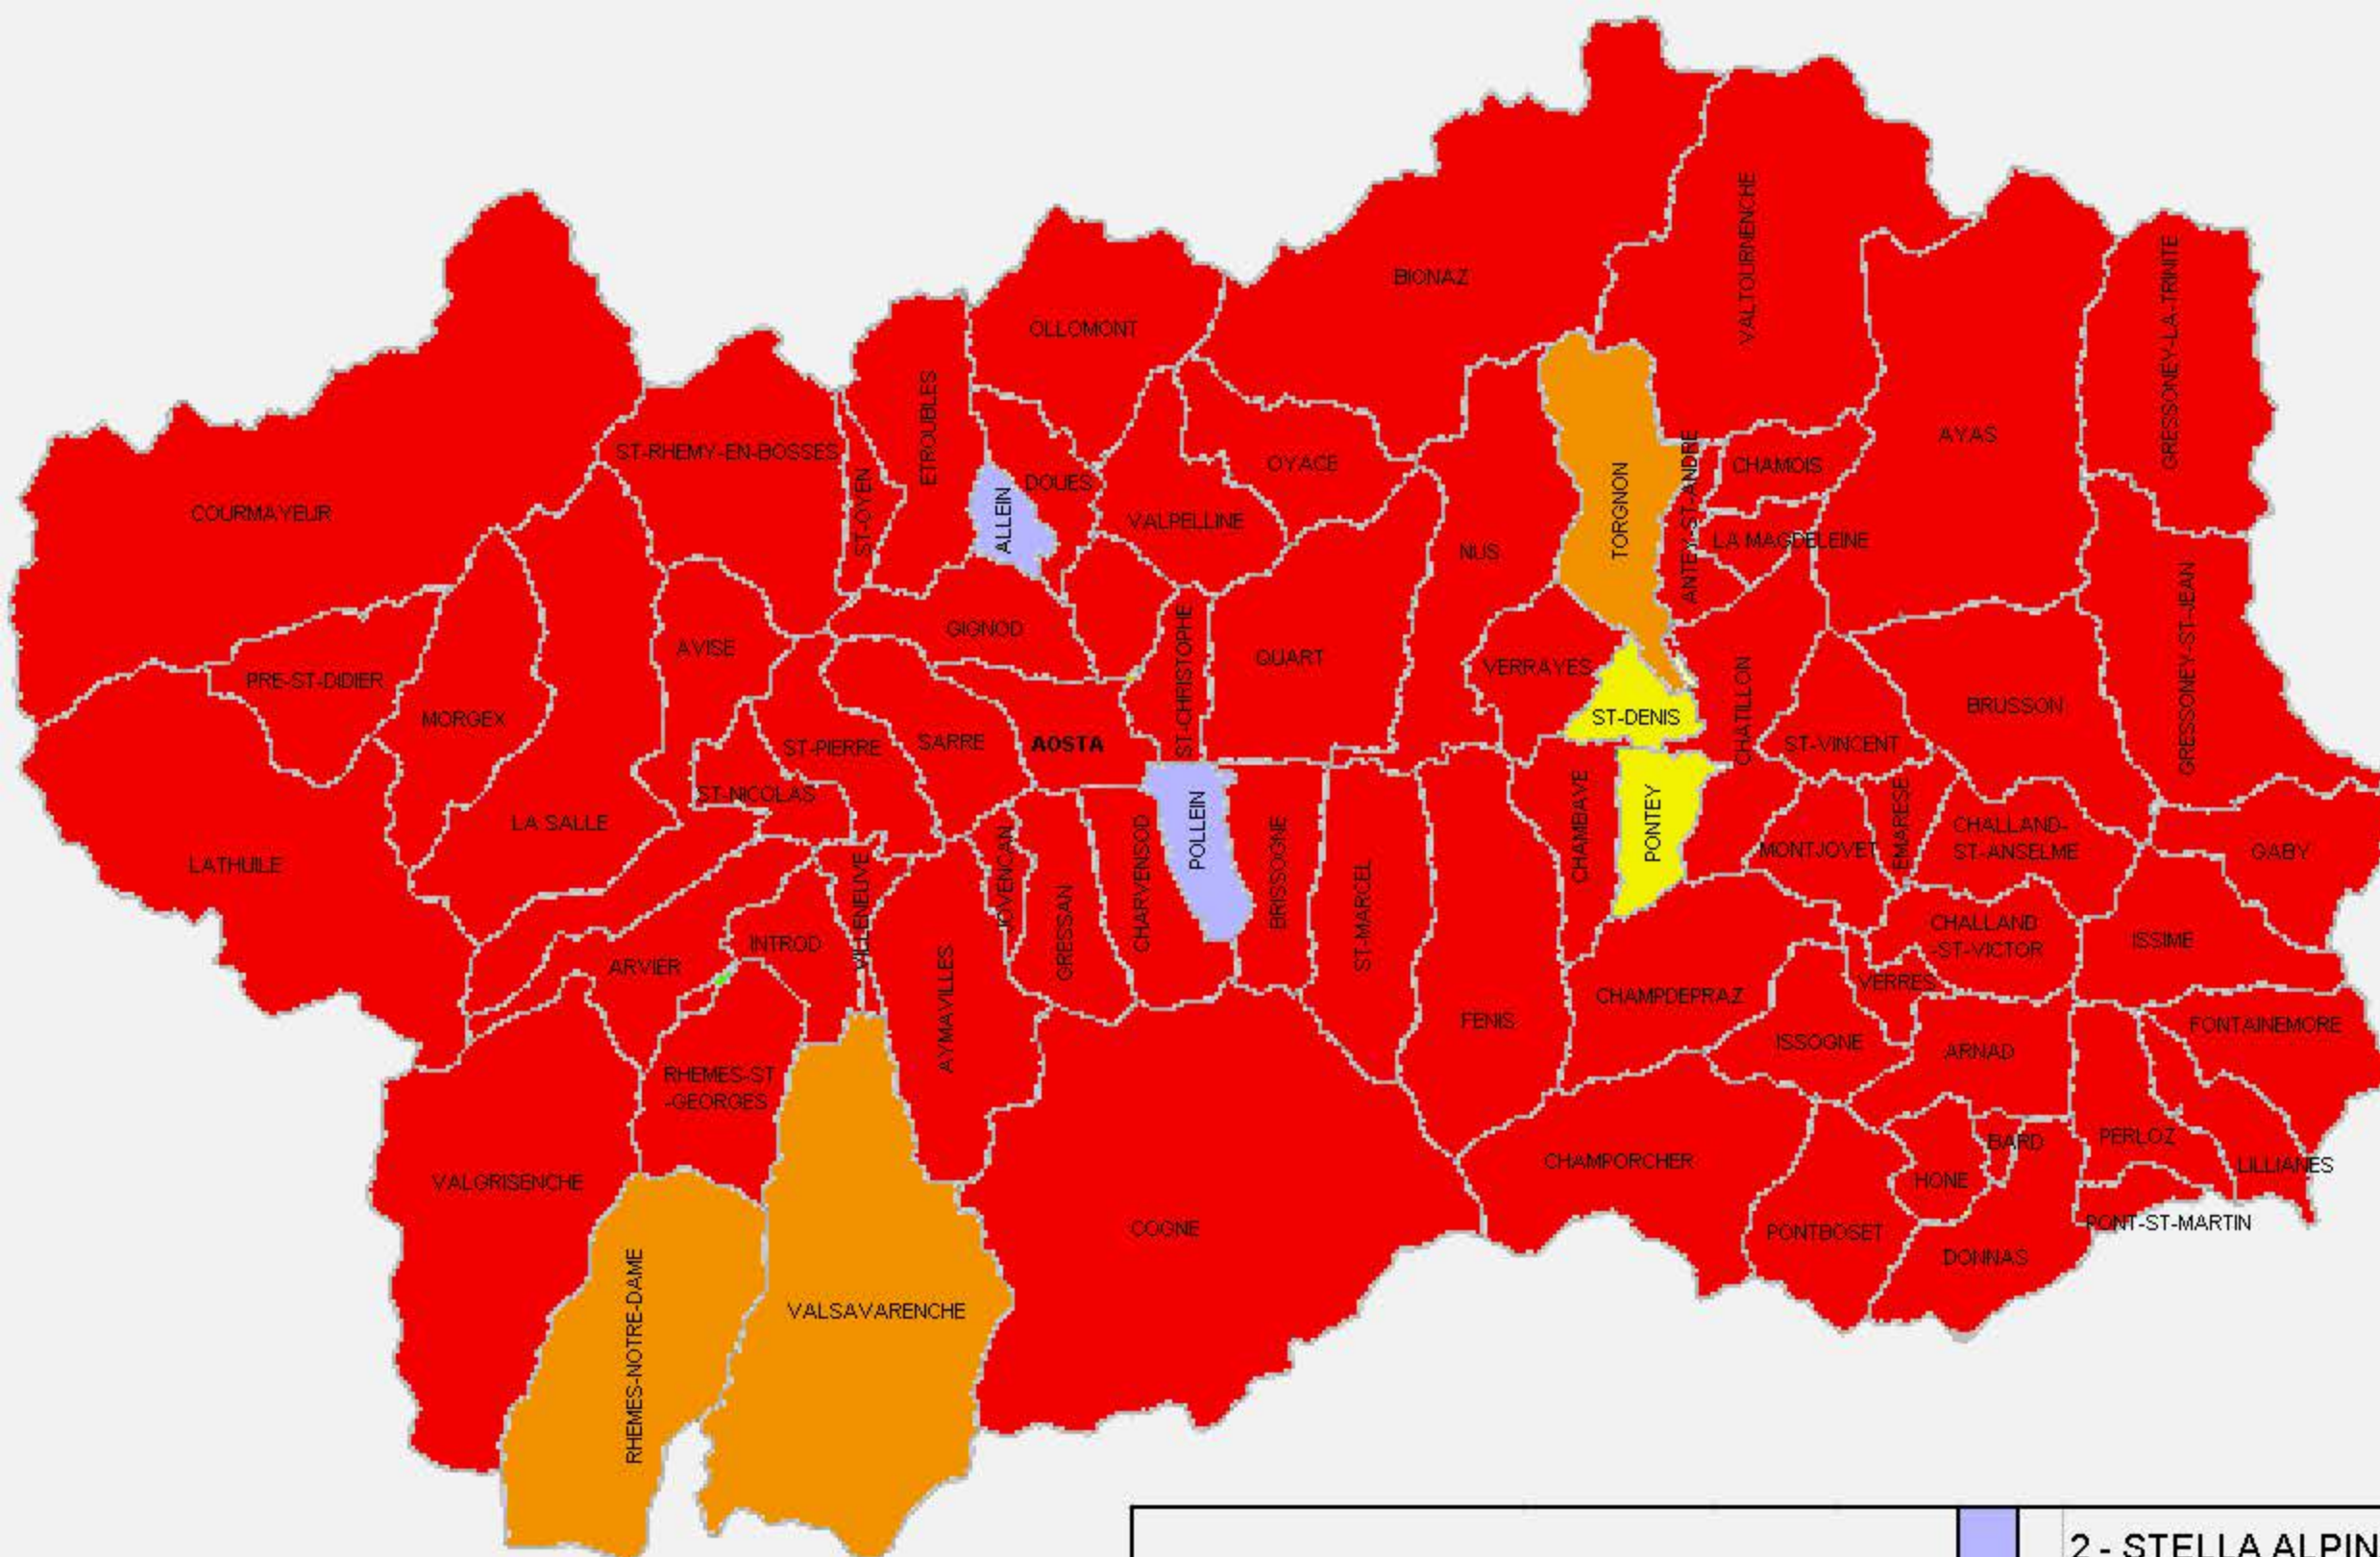 BIONAZ
VALTOURNENCHE
GRESSONEY-LA-TRINITE
OLLOMONT
ETROUBLES
AYAS
ST-RHEMY-EN-BOSSES
ST-OYEN
OYACE
CHAMOIS
DOUES
COURMAYEUR
ALLEIN
VALPELLINE
TORGNON
ANTEY-ST-ANDRE
NUS
LA MAGDELEINE
GIGNOD
AVISE
ST-CHRISTOPHE
QUART
VERRAYES
GRESSONEY-ST-JEAN
PRE-ST-DIDIER
MORGEX
BRUSSON
ST-DENIS
CHATILLON
ST-PIERRE
SARRE
AOSTA
ST-VINCENT
ST-NICOLAS
LA SALLE
LATHUILE
JOVENCAN
CHARVENSOD
POLLEIN
BRISSOGNE
CHAMBAVE
PONTEY
MONTJOVET
EMARESE
CHALLAND-
ST-ANSELME
GABY
VILLENEUVE
GRESSAN
ST-MARCEL
INTROD
ARVIER
AYMAVILLES
CHALLAND
-ST-VICTOR
ISSIME
VERRES
CHAMPDEPRAZ
FENIS
FONTAINEMORE
ISSOGNE
ARNAD
RHEMES-ST
-GEORGES
CHAMPORCHER
BARD
PERLOZ
LILLIANES
HONE
VALGRISENCHE
COGNE
PONTBOSET
PONT-ST-MARTIN
DONNAS
RHEMES-NOTRE-DAME
VALSAVARENCHE
2 - STELLA ALPIN